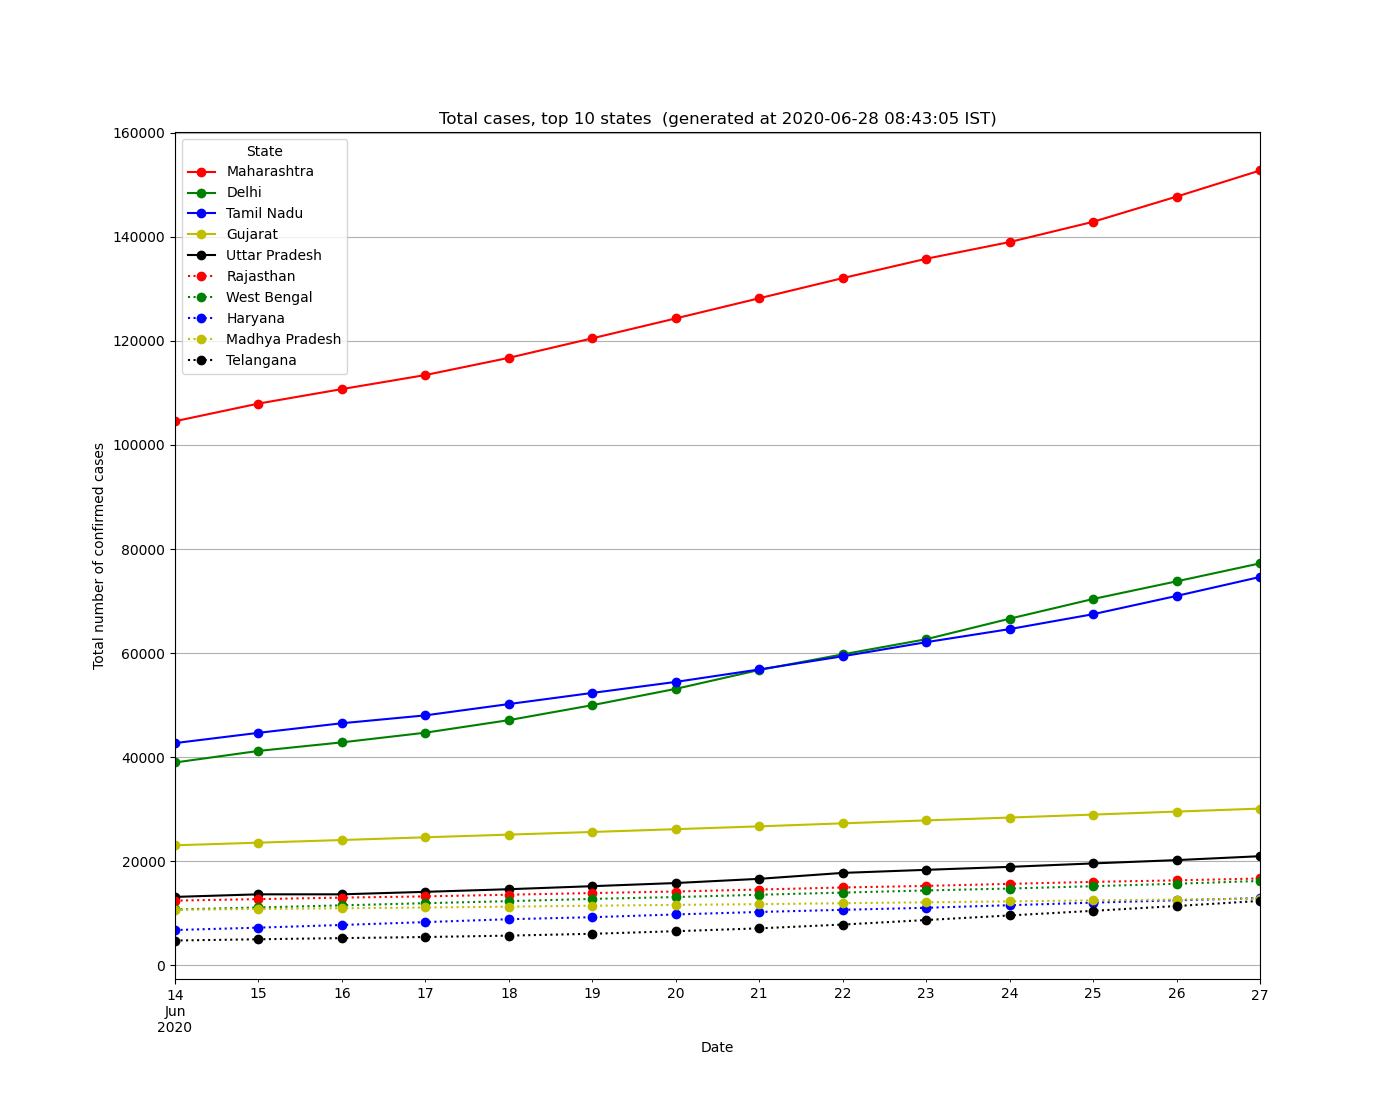 Total cases, top 10 states  (generated at 2020-06-28 08:43:05 IST)
160000
140000
120000
100000
80000
60000
40000
20000
0
Total number of confirmed cases
State
Maharashtra
Delhi
Tamil Nadu
Gujarat
Uttar Pradesh
Rajasthan
West Bengal
Haryana
Madhya Pradesh
Telangana
14 15 16 17 18 19 20 21 22 23 24 25 26 27
Jun
2020
Date